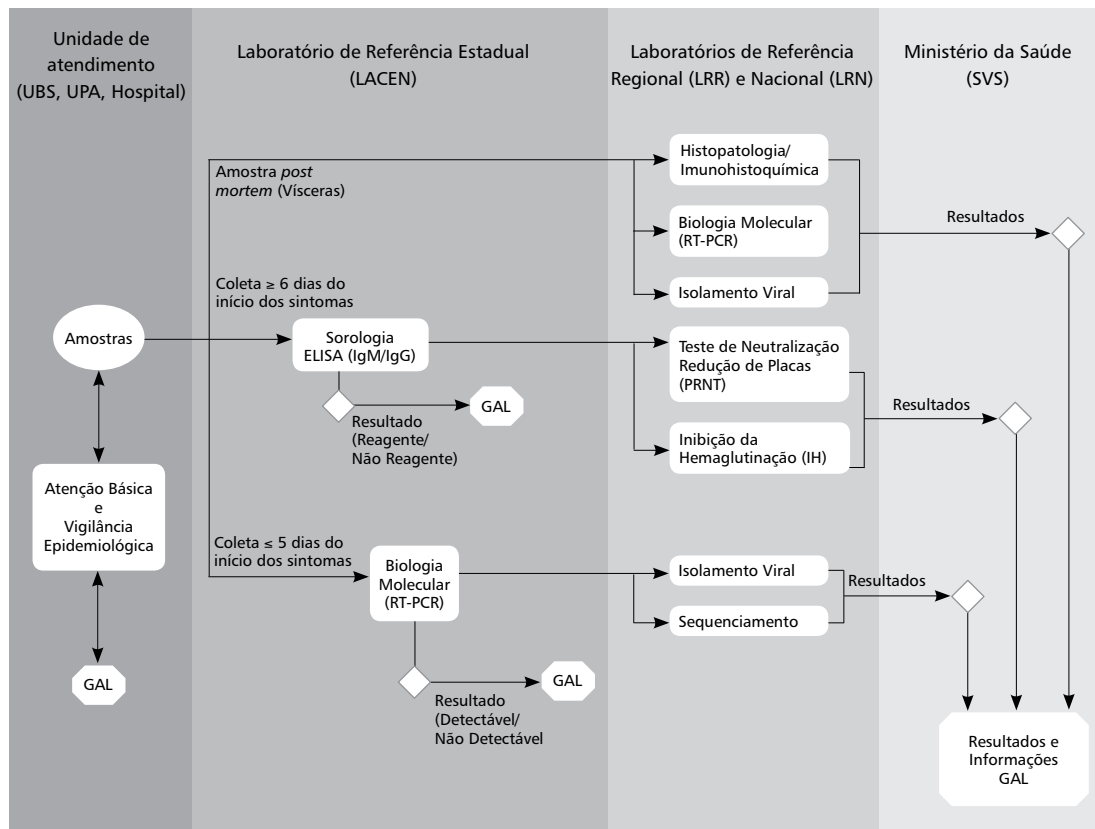 Unidade de
atendimento
(UBS, UPA, Hospital)
Laboratório de Referência Estadual
(LACEN)
Laboratórios de Referência
Regional (LRR) e Nacional (LRN)
Ministério da Saúde
(SVS)
Amostra post
mortem (Vísceras)
Histopatologia/
Imunohistoquímica
Biologia Molecular
(RT-PCR)
Isolamento Viral
Resultados
Coleta ≥ 6 dias do
início dos sintomas
Amostras
Sorologia
ELISA (IgM/IgG)
GAL
Resultado
(Reagente/
Não Reagente)
Teste de Neutralização
Redução de Placas
(PRNT)
Inibição da
Hemaglutinação (IH)
Resultados
Atenção Básica
e
Vigilância
Epidemiológica
GAL
Coleta ≤ 5 dias do
início dos sintomas
Biologia
Molecular
(RT-PCR)
GAL
Resultado
(Detectável/
Não Detectável
Isolamento Viral
Sequenciamento
Resultados
Resultados e
Informações
GAL